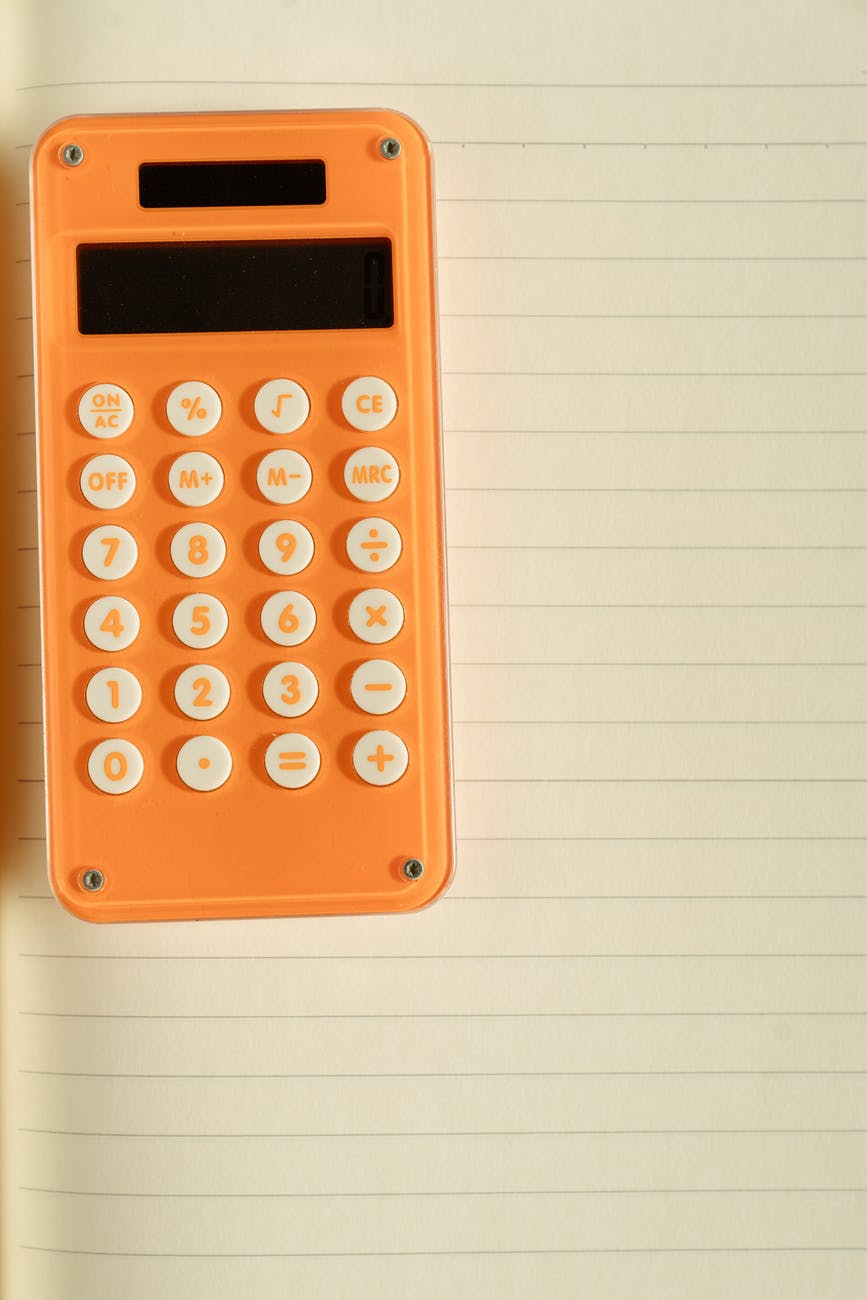 ON/AC % √ CE
OFF M+ M− MRC
7 8 9 ÷
4 5 6 ×
1 2 3 −
0 . = +